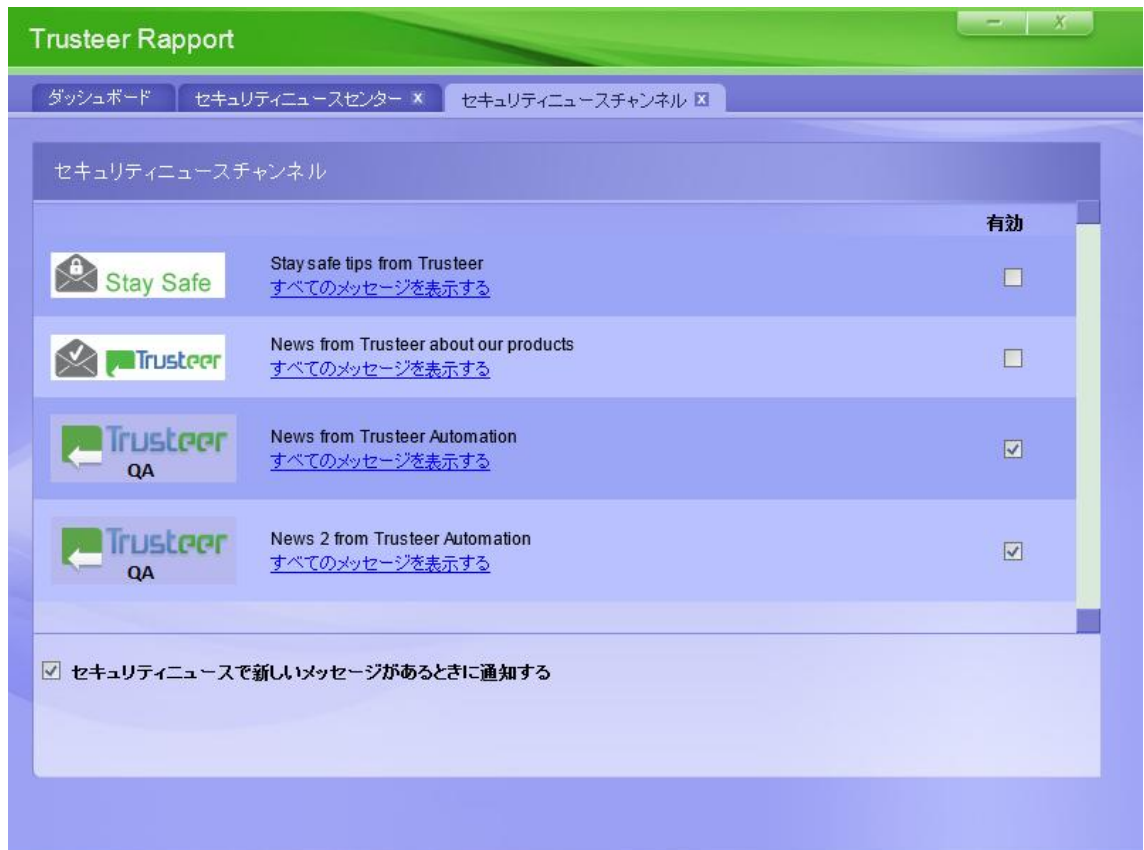 Trusteer Rapport
ダッシュボード
セキュリティニュースセンター
セキュリティニュースチャンネル
セキュリティニュースチャンネル
有効
Stay Safe
Stay safe tips from Trusteer
すべてのメッセージを表示する
Trusteer
News from Trusteer about our products
すべてのメッセージを表示する
Trusteer
QA
News from Trusteer Automation
すべてのメッセージを表示する
Trusteer
QA
News 2 from Trusteer Automation
すべてのメッセージを表示する
セキュリティニュースで新しいメッセージがあるときに通知する